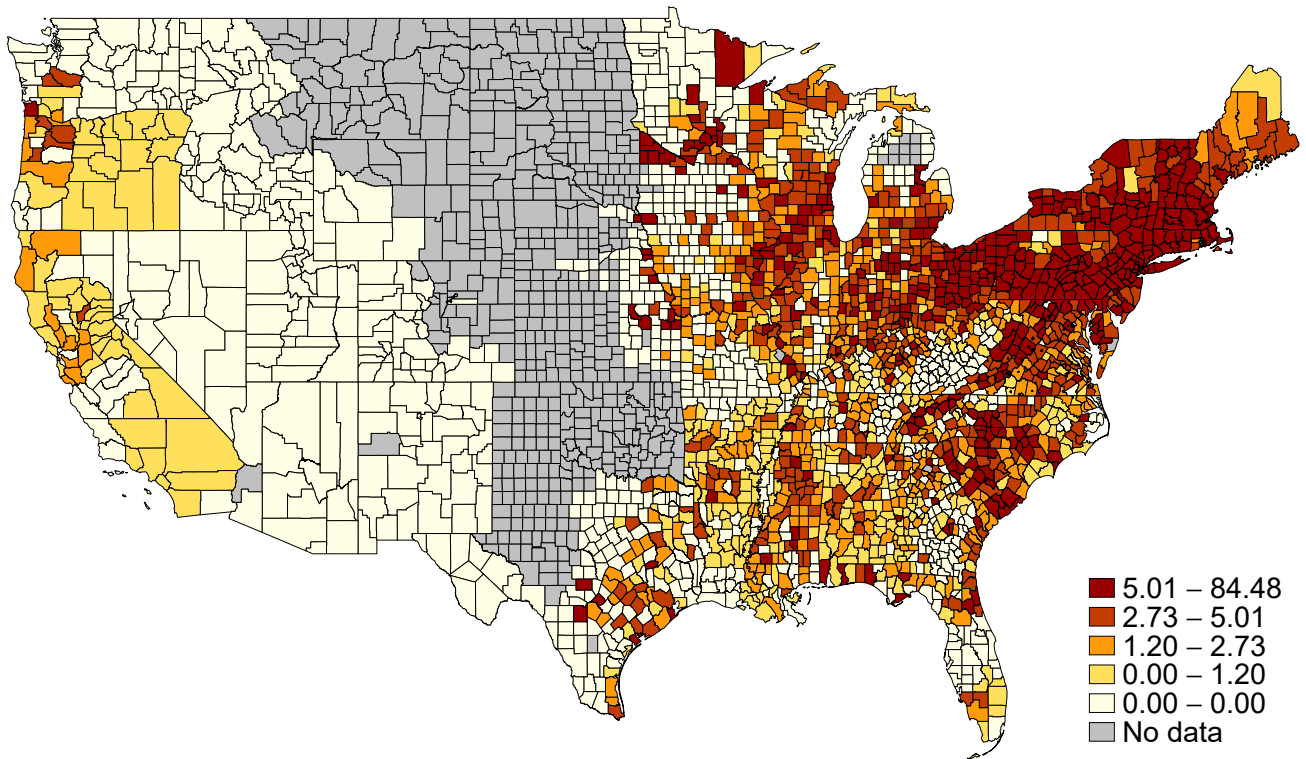 5.01 – 84.48
2.73 – 5.01
1.20 – 2.73
0.00 – 1.20
0.00 – 0.00
No data